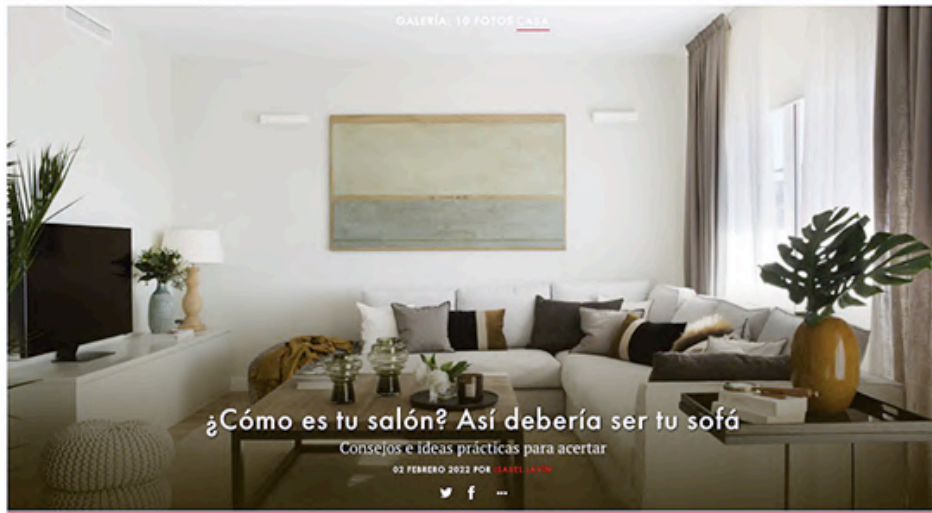 GALERÍA: 10 FOTOS CASA
¿Cómo es tu salón? Así debería ser tu sofá
Consejos e ideas prácticas para acertar
02 FEBRERO 2022 POR ISABEL